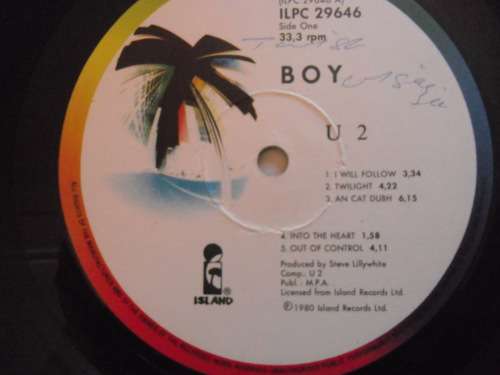 (ILPC 29646 A)
ILPC 29646
Side One
33,3 rpm
BOY
U 2
1. I WILL FOLLOW 3,34
2. TWILIGHT 4,22
3. AN CAT DUBH 6,15
4. INTO THE HEART 1,58
5. OUT OF CONTROL 4,11
Produced by Steve Lillywhite
Comp.: U 2
Publ.: M.P.A.
Licensed from Island Records Ltd.
℗1980 Island Records Ltd.
®
ISLAND